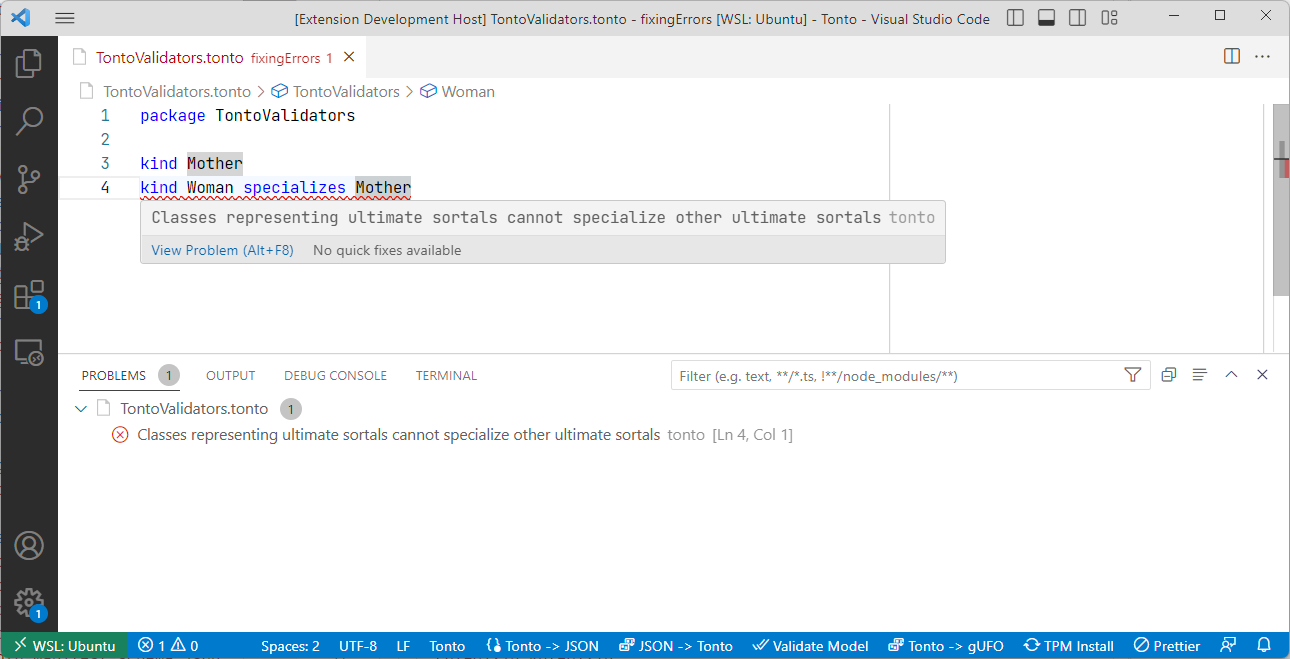 [Extension Development Host] TontoValidators.tonto - fixingErrors [WSL: Ubuntu] - Tonto - Visual Studio Code
TontoValidators.tonto fixingErrors 1
TontoValidators.tonto > TontoValidators > Woman
1 package TontoValidators
2
3 kind Mother
4 kind Woman specializes Mother
Classes representing ultimate sortals cannot specialize other ultimate sortals tonto
View Problem (Alt+F8) No quick fixes available
1
PROBLEMS 1 OUTPUT DEBUG CONSOLE TERMINAL Filter (e.g. text, **/*.ts, !**/node_modules/**)
TontoValidators.tonto 1
Classes representing ultimate sortals cannot specialize other ultimate sortals tonto [Ln 4, Col 1]
1
WSL: Ubuntu 1 0 Spaces: 2 UTF-8 LF Tonto Tonto -> JSON JSON -> Tonto Validate Model Tonto -> gUFO TPM Install Prettier